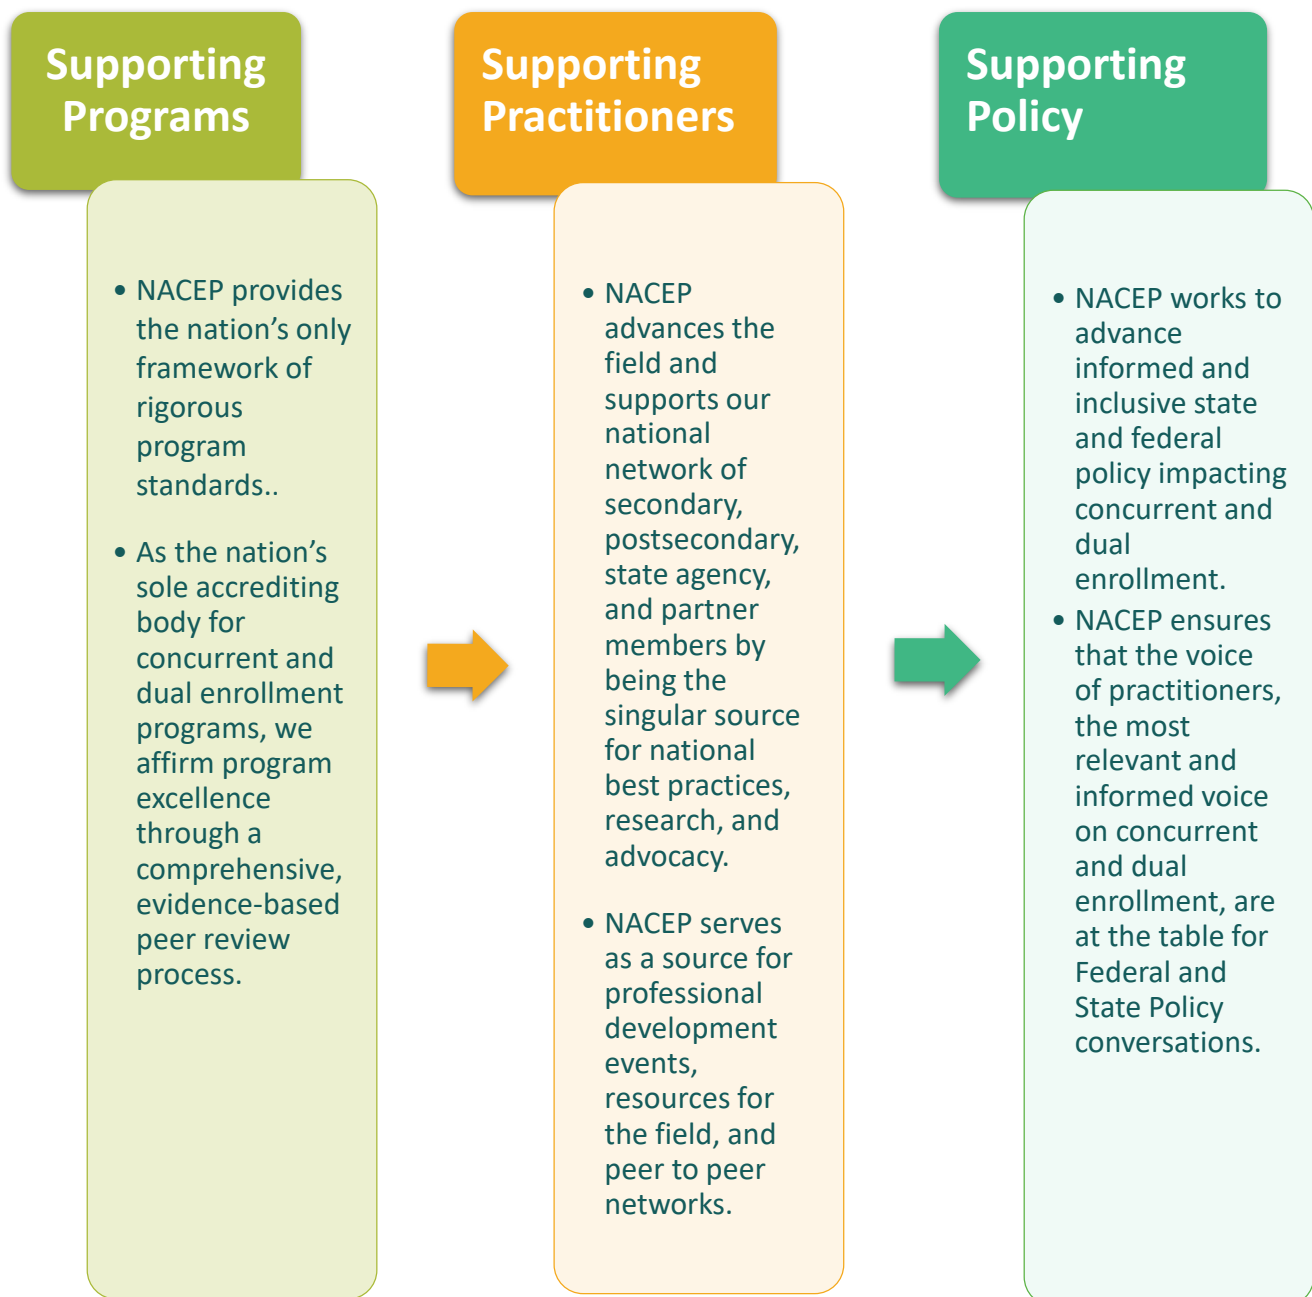 Supporting
Programs
• NACEP provides
the nation’s only
framework of
rigorous
program
standards..
• As the nation’s
sole accrediting
body for
concurrent and
dual enrollment
programs, we
affirm program
excellence
through a
comprehensive,
evidence-based
peer review
process.
Supporting
Practitioners
• NACEP
advances the
field and
supports our
national
network of
secondary,
postsecondary,
state agency,
and partner
members by
being the
singular source
for national
best practices,
research, and
advocacy.
• NACEP serves
as a source for
professional
development
events,
resources for
the field, and
peer to peer
networks.
Supporting
Policy
• NACEP works to
advance
informed and
inclusive state
and federal
policy impacting
concurrent and
dual
enrollment.
• NACEP ensures
that the voice
of practitioners,
the most
relevant and
informed voice
on concurrent
and dual
enrollment, are
at the table for
Federal and
State Policy
conversations.